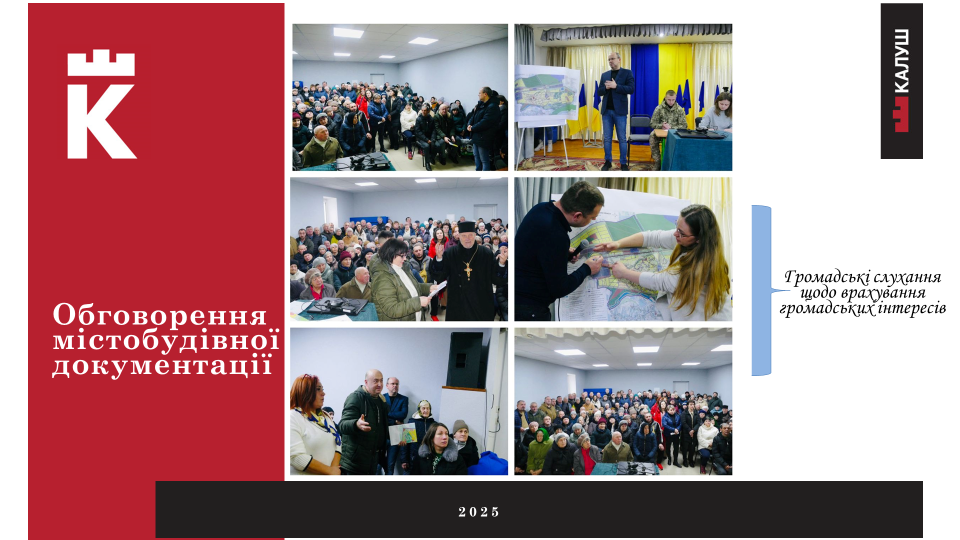 К
Обговорення
містобудівної
документації
КАЛУШ
Громадські слухання
щодо врахування
громадських інтересів
2025